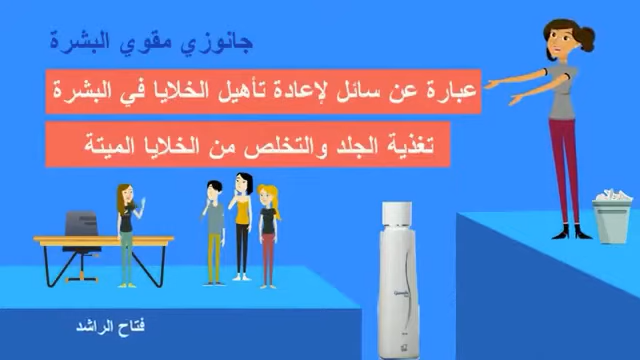 جانوزي مقوي البشرة
عبارة عن سائل لإعادة تأهيل الخلايا في البشرة
تغذية الجلد والتخلص من الخلايا الميتة
فتاح الراشد